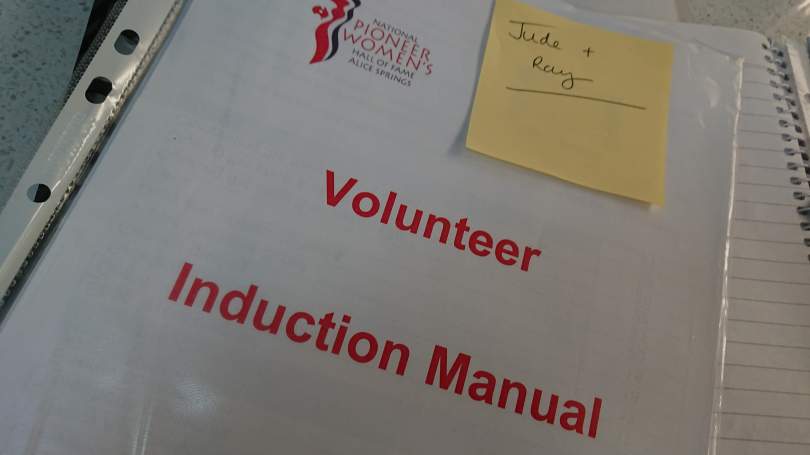 NATIONAL
PIONEER
WOMEN'S
HALL OF FAME
ALICE SPRINGS
Jude +
Ray
Volunteer
Induction Manual